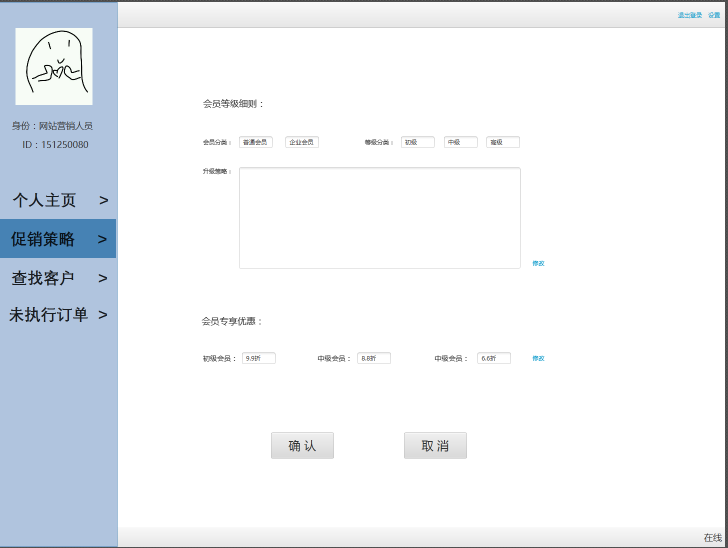 退出登录 设置
身份：网站营销人员
ID：151250080
个人主页 >
促销策略 >
查找客户 >
未执行订单 >
会员等级细则：
会员分类： 普通会员 企业会员 等级分类： 初级 中级 高级
升级策略：
修改
会员专享优惠：
初级会员： 9.9折 中级会员： 8.8折 中级会员： 6.6折 修改
确 认 取 消
在线